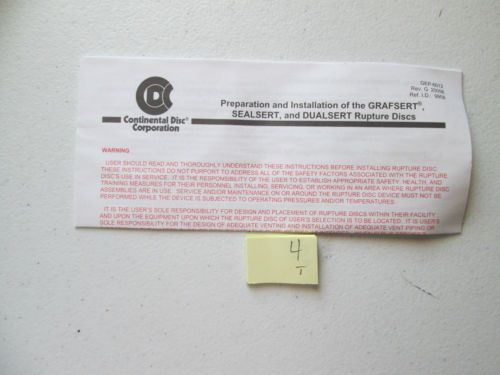 GEP-6012
Rev. G 20056
Ref. I.D. 9956
CDC
Preparation and Installation of the GRAFSERT®,
SEALSERT, and DUALSERT Rupture Discs
Continental Disc®
Corporation
WARNING
USER SHOULD READ AND THOROUGHLY UNDERSTAND THESE INSTRUCTIONS BEFORE INSTALLING RUPTURE DISC.
THESE INSTRUCTIONS DO NOT PURPORT TO ADDRESS ALL OF THE SAFETY FACTORS ASSOCIATED WITH THE RUPTURE
DISC'S USE IN SERVICE. IT IS THE RESPONSIBILITY OF THE USER TO ESTABLISH APPROPRIATE SAFETY, HEALTH, AND
TRAINING MEASURES FOR THEIR PERSONNEL INSTALLING, SERVICING, OR WORKING IN AN AREA WHERE RUPTURE DISC
ASSEMBLIES ARE IN USE. SERVICE AND/OR MAINTENANCE ON OR AROUND THE RUPTURE DISC DEVICE MUST NOT BE
PERFORMED WHILE THE DEVICE IS SUBJECTED TO OPERATING PRESSURES AND/OR TEMPERATURES.
IT IS THE USER'S SOLE RESPONSIBILITY FOR DESIGN AND PLACEMENT OF RUPTURE DISCS WITHIN THEIR FACILITY
AND UPON THE EQUIPMENT UPON WHICH THE RUPTURE DISC OF USER'S SELECTION IS TO BE LOCATED. IT IS USER'S
SOLE RESPONSIBILITY FOR THE DESIGN OF ADEQUATE VENTING AND INSTALLATION OF ADEQUATE VENT PIPING OR
4
T